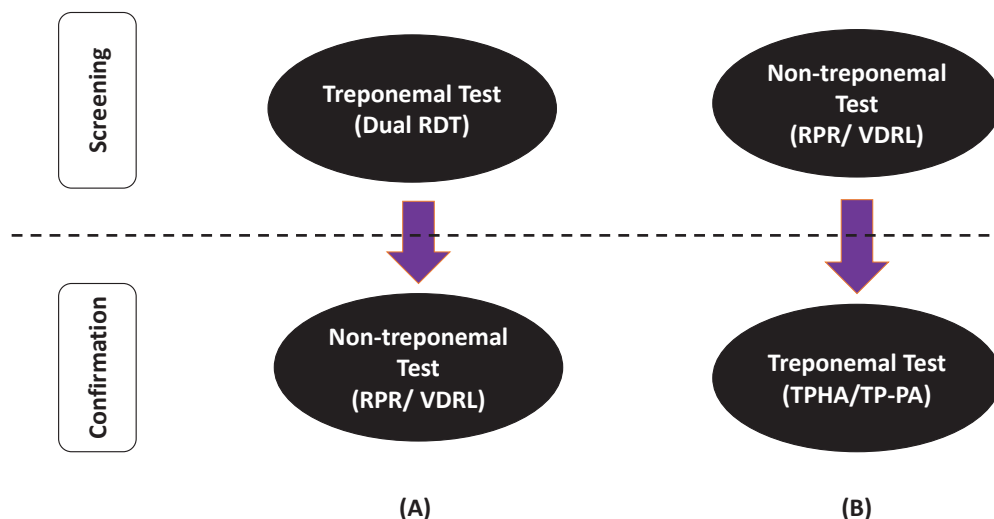 Screening
Treponemal Test
(Dual RDT)
Non-treponemal
Test
(RPR/ VDRL)
Confirmation
Non-treponemal
Test
(RPR/ VDRL)
Treponemal Test
(TPHA/TP-PA)
(A)
(B)